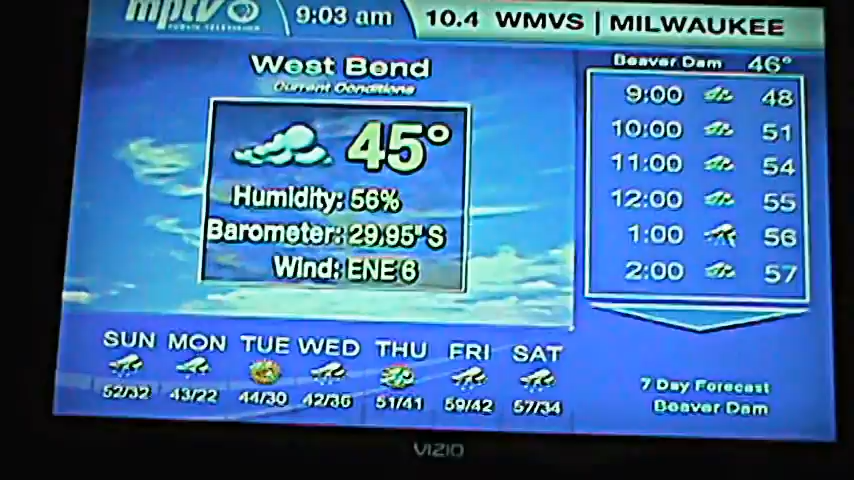 mptv
PUBLIC TELEVISION
9:03 am
10.4 WMVS | MILWAUKEE
West Bend
Current Conditions
45°
Humidity: 56%
Barometer: 29.95" S
Wind: ENE 6
Beaver Dam 46°
9:00 48
10:00 51
11:00 54
12:00 55
1:00 56
2:00 57
SUN MON TUE WED THU FRI SAT
52/32 43/22 44/30 42/36 51/41 59/42 57/34
7 Day Forecast
Beaver Dam
VIZIO